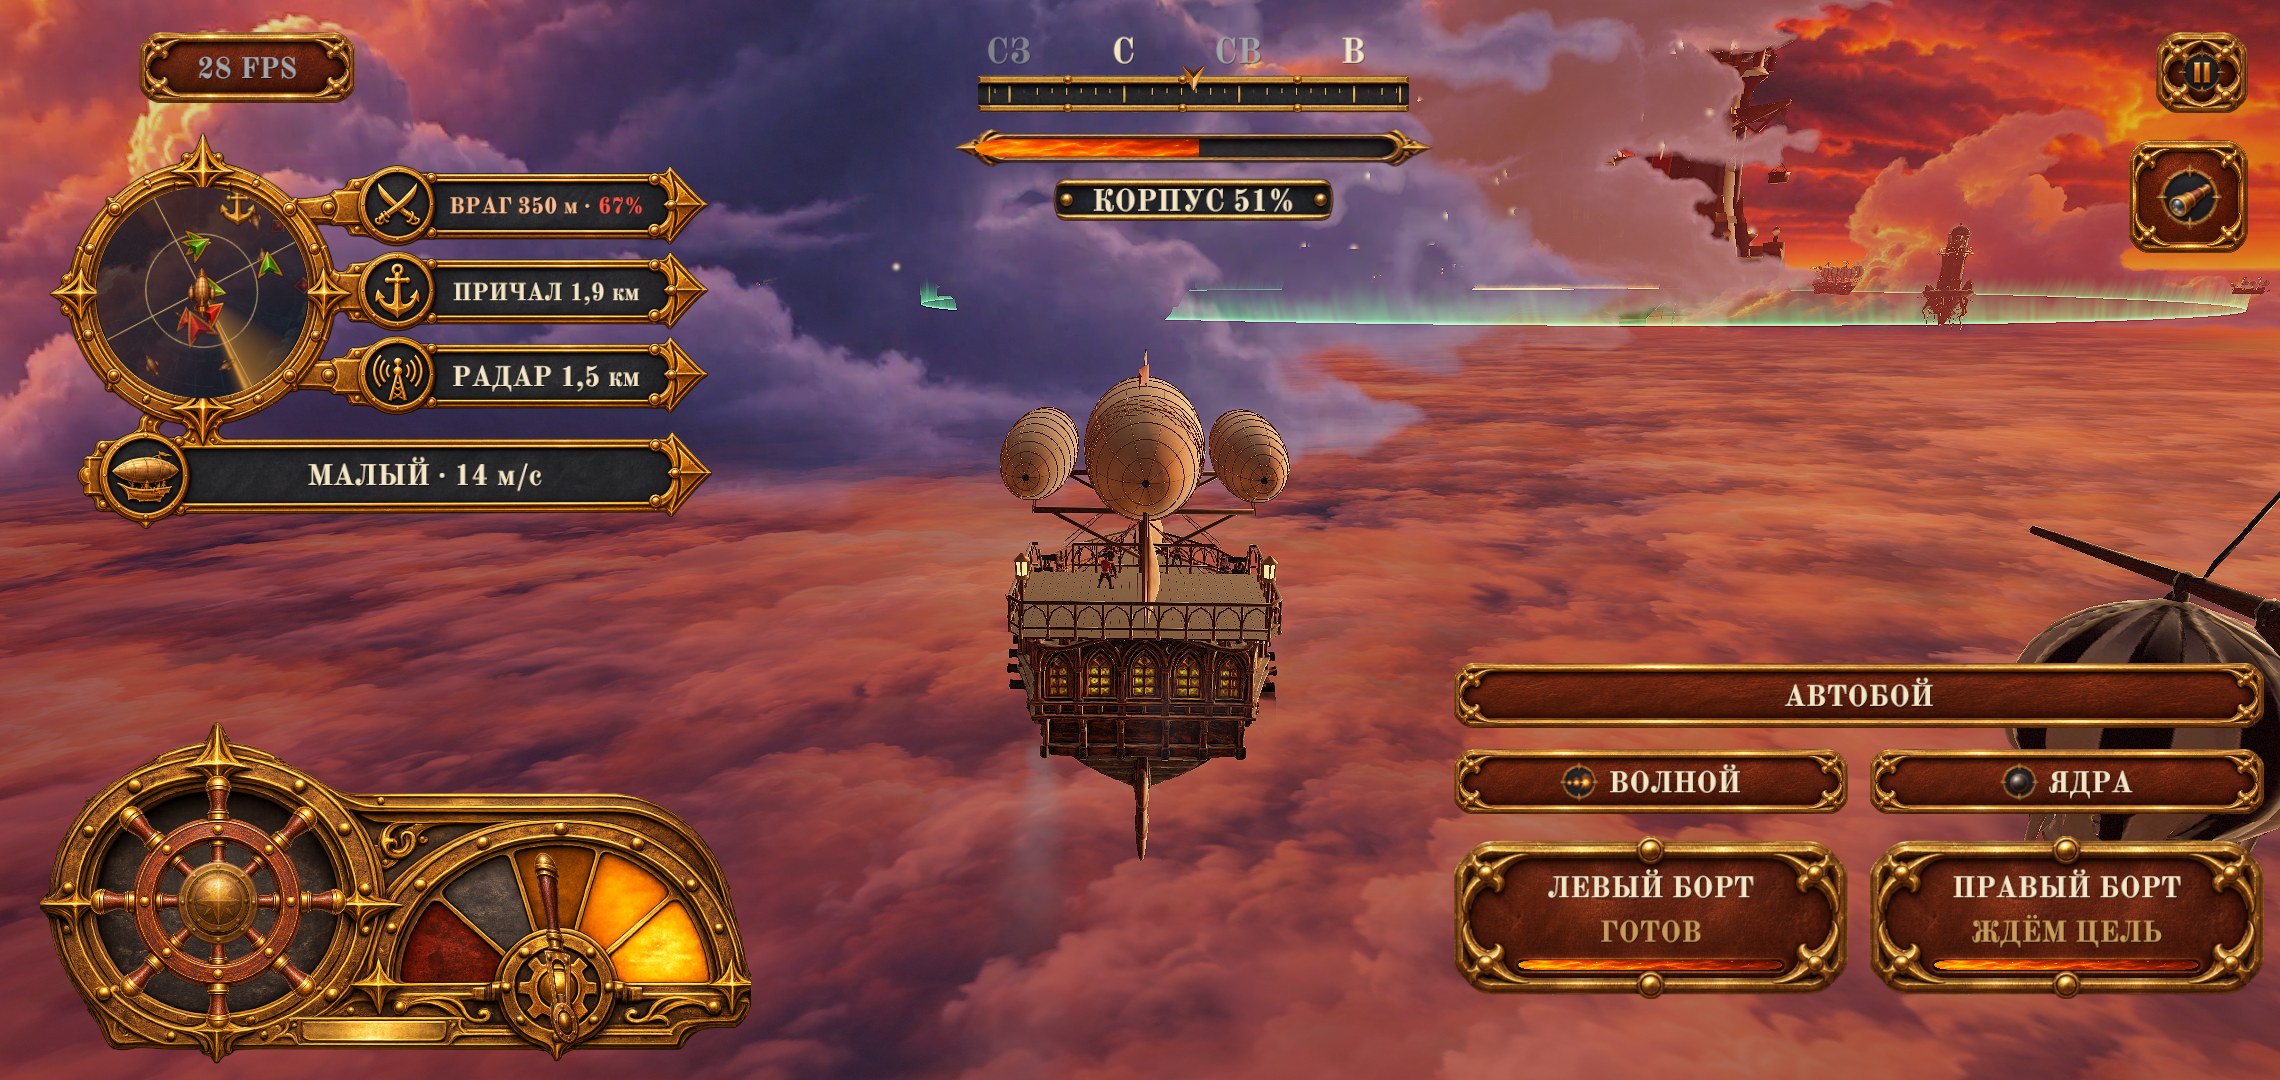 28 FPS
СЗ С СВ В
КОРПУС 51%
ВРАГ 350 м · 67%
ПРИЧАЛ 1,9 км
РАДАР 1,5 км
МАЛЫЙ · 14 м/с
АВТОБОЙ
ВОЛНОЙ
ЯДРА
ЛЕВЫЙ БОРТ
ГОТОВ
ПРАВЫЙ БОРТ
ЖДЁМ ЦЕЛЬ